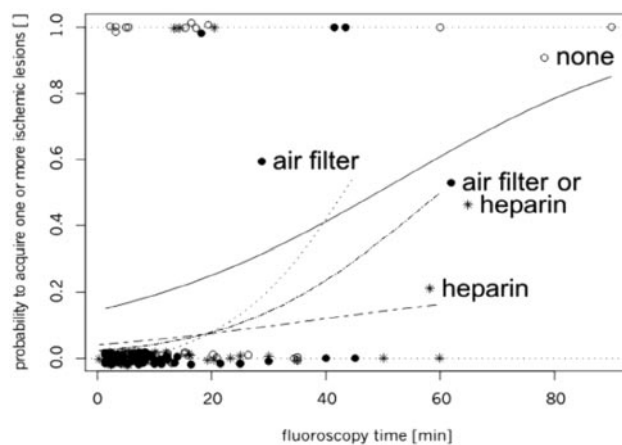 probability to acquire one or more ischemic lesions
1.0
0.8
0.6
0.4
0.2
0.0
none
air filter
air filter or
heparin
heparin
0
20
40
60
80
fluoroscopy time [min]